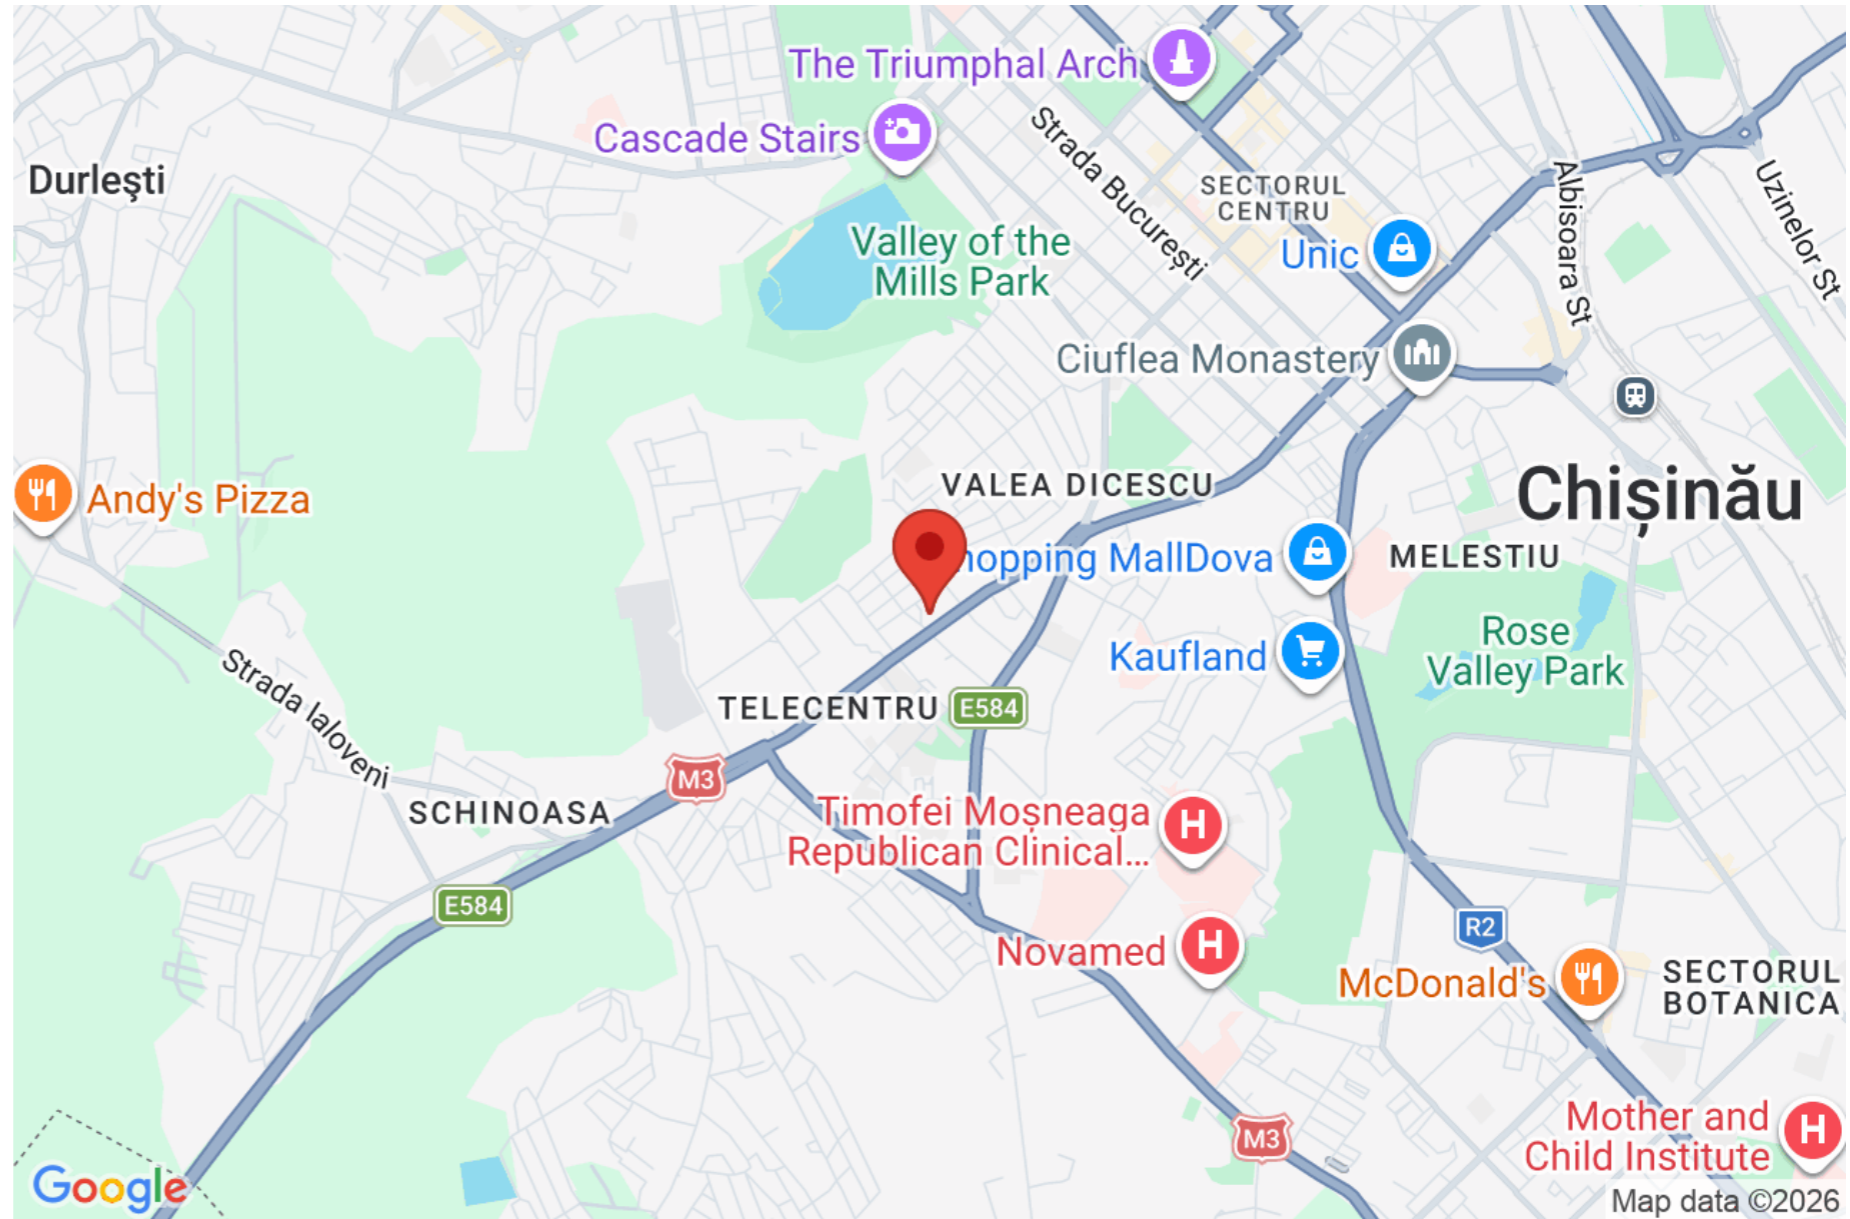 The Triumphal Arch
Cascade Stairs
Strada București
Durlești
SECTORUL
CENTRU
Albisoara St
Uzinelor St
Valley of the
Mills Park
Unic
Ciuflea Monastery
Andy's Pizza
VALEA DICESCU
Chișinău
hopping MallDova
MELESTIU
Rose
Valley Park
Kaufland
Strada Ialoveni
TELECENTRU
E584
M3
SCHINOASA
Timofei Moșneaga
Republican Clinical...
E584
R2
Novamed
McDonald's
SECTORUL
BOTANICA
M3
Mother and
Child Institute
Google
Map data ©2026